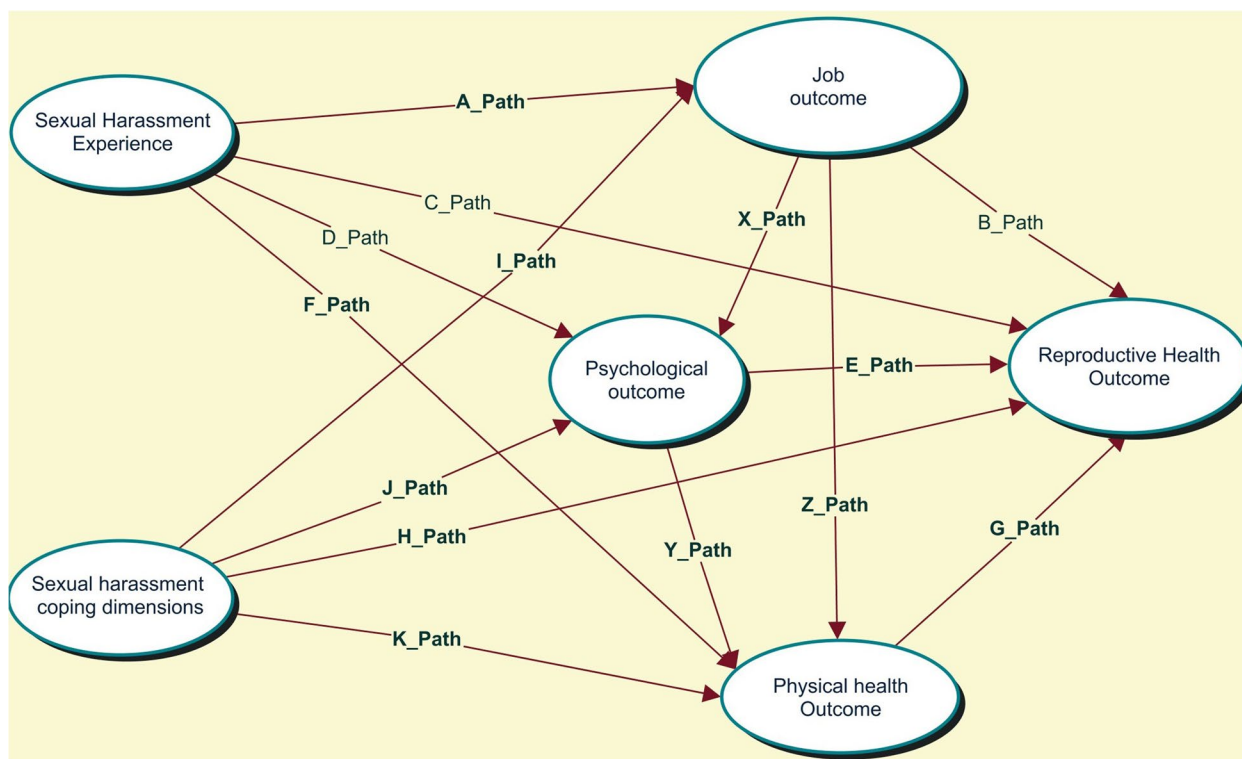 Job
outcome
Sexual Harassment
Experience
A_Path
C_Path
X_Path
B_Path
D_Path
I_Path
F_Path
Psychological
outcome
E_Path
Reproductive Health
Outcome
J_Path
H_Path
Z_Path
G_Path
Y_Path
Sexual harassment
coping dimensions
K_Path
Physical health
Outcome